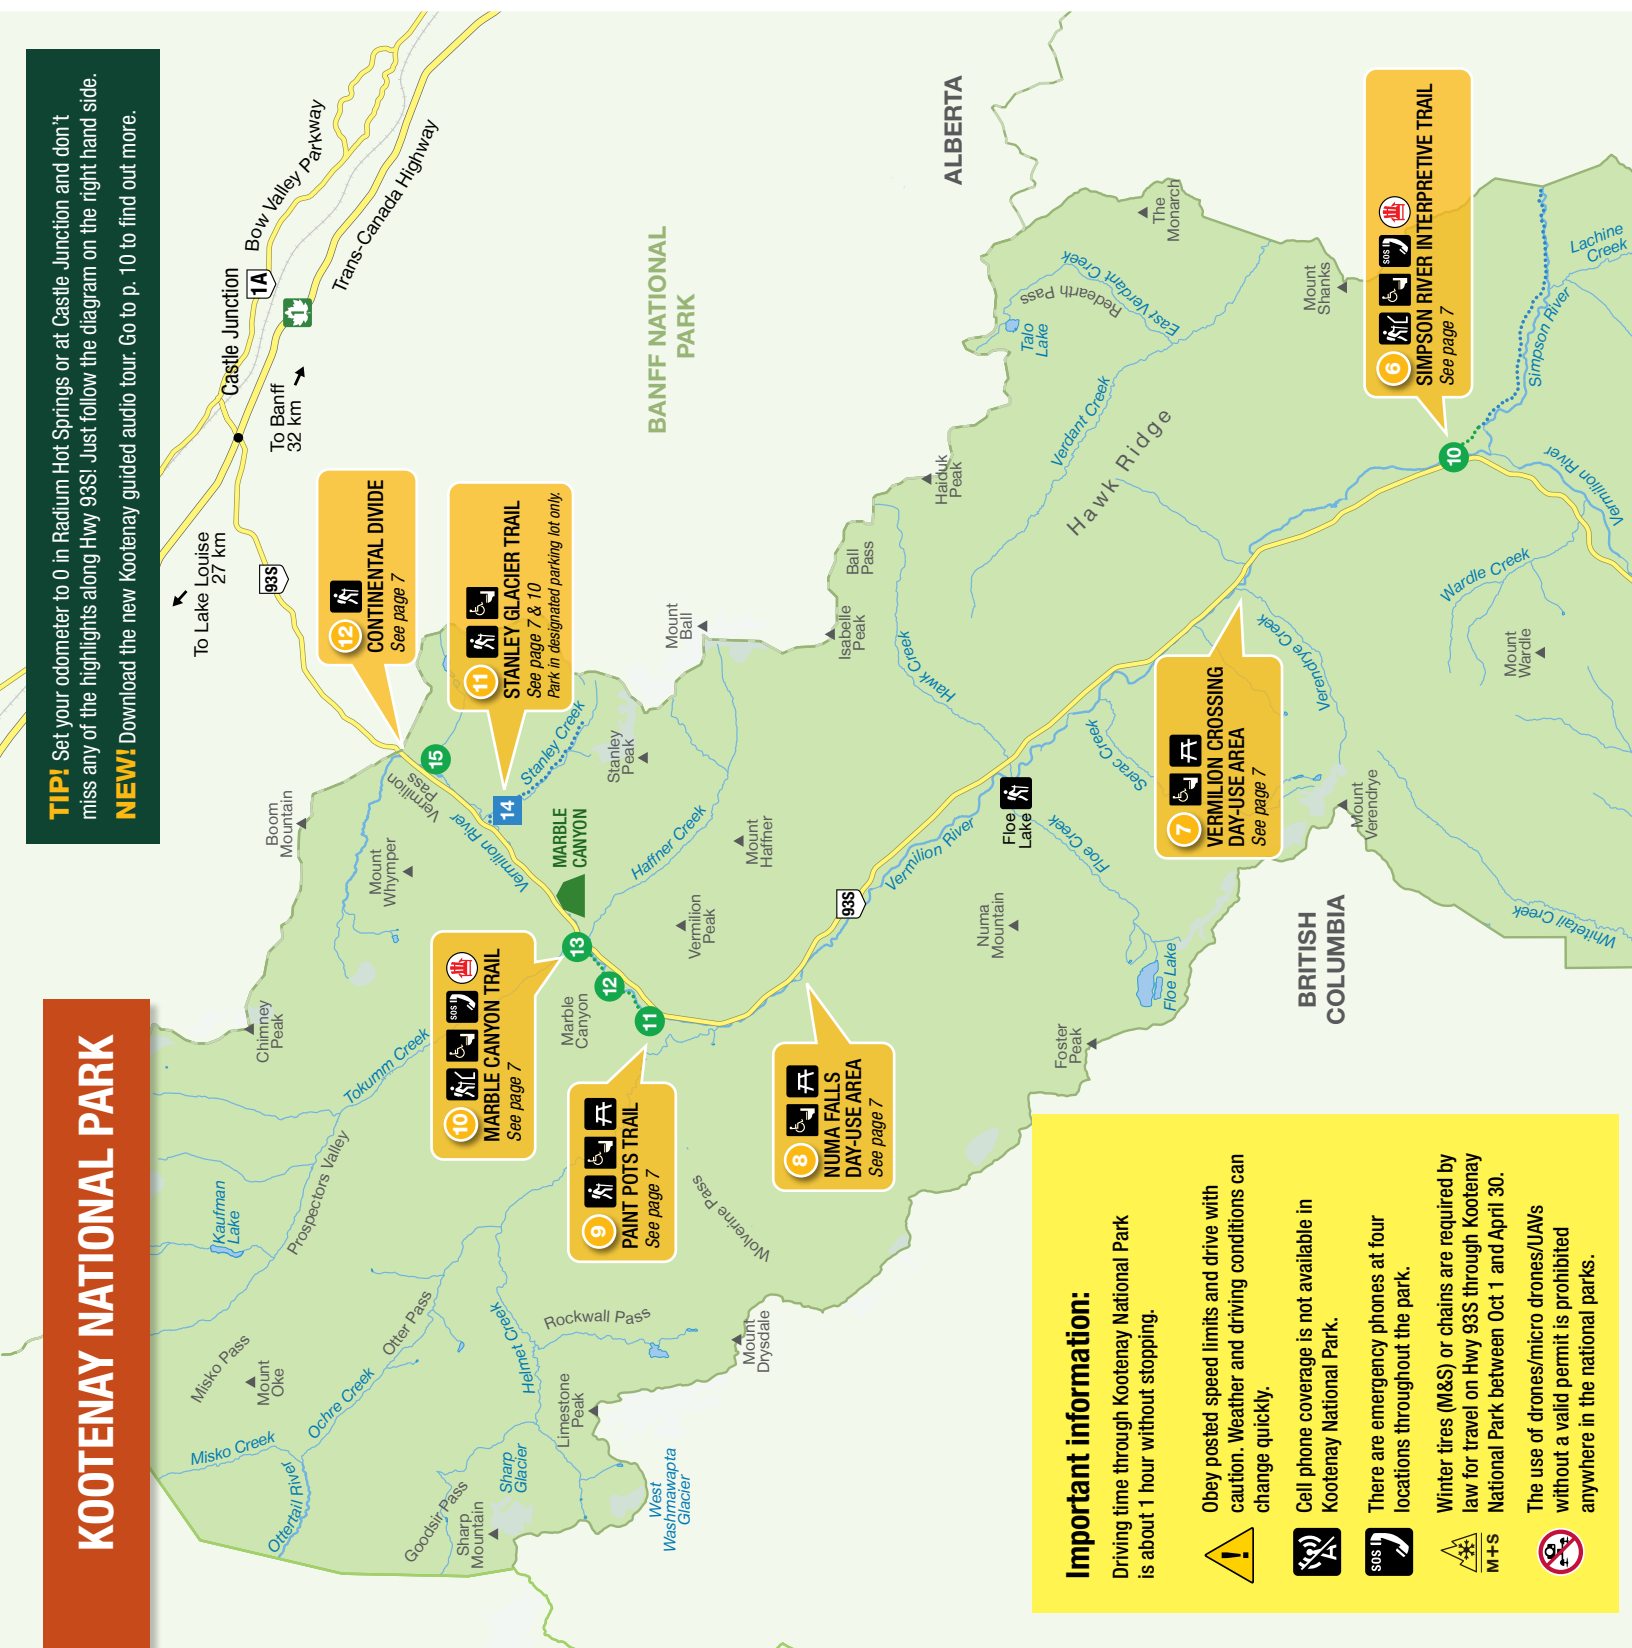 KOOTENAY NATIONAL PARK
TIP! Set your odometer to 0 in Radium Hot Springs or at Castle Junction and don't
miss any of the highlights along Hwy 93S! Just follow the diagram on the right hand side.
NEW! Download the new Kootenay guided audio tour. Go to p. 10 to find out more.
Bow Valley Parkway
1A
Trans-Canada Highway
1
Castle Junction
To Banff
32 km
To Lake Louise
27 km
93S
12
CONTINENTAL DIVIDE
See page 7
11
STANLEY GLACIER TRAIL
See page 7 & 10
Park in designated parking lot only.
15
Vermilion
Pass
14
Stanley Creek
Stanley
Peak
Boom
Mountain
Mount
Whymper
Vermilion River
MARBLE
CANYON
Haffner Creek
Mount
Haffner
Vermilion
Peak
13
12
11
Marble
Canyon
Chimney
Peak
Tokumm Creek
Prospectors Valley
Kaufman
Lake
Misko Pass
Mount
Oke
Misko Creek
Ottertail River
Ochre Creek
Otter Pass
Goodsir Pass
Sharp
Mountain
Sharp
Glacier
Helmet Creek
Limestone
Peak
West
Washmawapta
Glacier
Rockwall Pass
Mount
Drysdale
Wolverine Pass
10
SOS
MARBLE CANYON TRAIL
See page 7
9
PAINT POTS TRAIL
See page 7
8
NUMA FALLS
DAY-USE AREA
See page 7
BANFF NATIONAL
PARK
ALBERTA
BRITISH
COLUMBIA
Mount
Ball
Isabelle
Peak
Ball
Pass
Haiduk
Peak
Hawk Creek
Hawk Ridge
Verdant Creek
East Verdant Creek
Redearth Pass
Talo
Lake
The
Monarch
Mount
Shanks
93S
Vermilion River
Numa
Mountain
Floe
Lake
Floe Creek
Floe Lake
Foster
Peak
Serac Creek
Verendrye Creek
Verendrye
Mount
Verendrye
7
VERMILION CROSSING
DAY-USE AREA
See page 7
6
SOS
SIMPSON RIVER INTERPRETIVE TRAIL
See page 7
10
Simpson River
Lachine
Creek
Vermilion River
Vermilion
Wardle Creek
Mount
Wardle
Whitetail Creek
Important information:
Driving time through Kootenay National Park
is about 1 hour without stopping.
Obey posted speed limits and drive with
caution. Weather and driving conditions can
change quickly.
Cell phone coverage is not available in
Kootenay National Park.
SOS
There are emergency phones at four
locations throughout the park.
M+S
Winter tires (M&S) or chains are required by
law for travel on Hwy 93S through Kootenay
National Park between Oct 1 and April 30.
The use of drones/micro drones/UAVs
without a valid permit is prohibited
anywhere in the national parks.